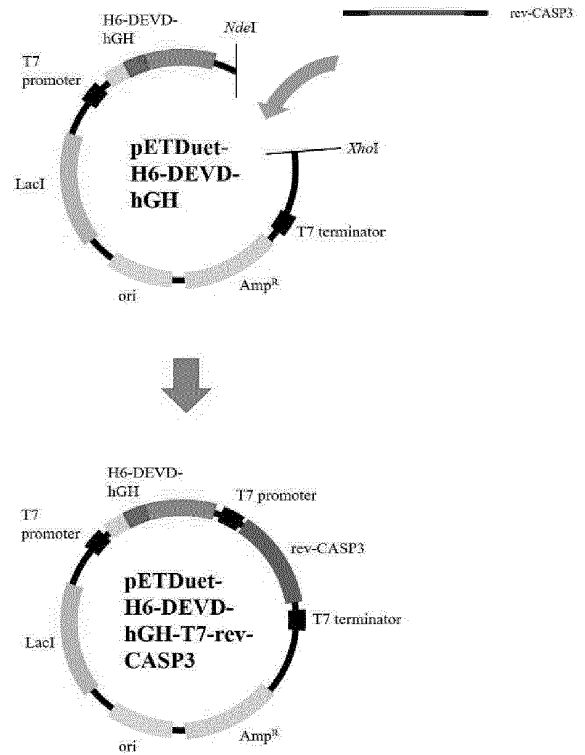 rev-CASP3
H6-DEVD-
hGH
NdeI
T7
promoter
pETDuet-
H6-DEVD-
hGH
XhoI
LacI
T7 terminator
ori
Amp^R
H6-DEVD-
hGH
T7 promoter
T7
promoter
rev-CASP3
pETDuet-
H6-DEVD-
hGH-T7-rev-
CASP3
T7 terminator
LacI
ori
Amp^R